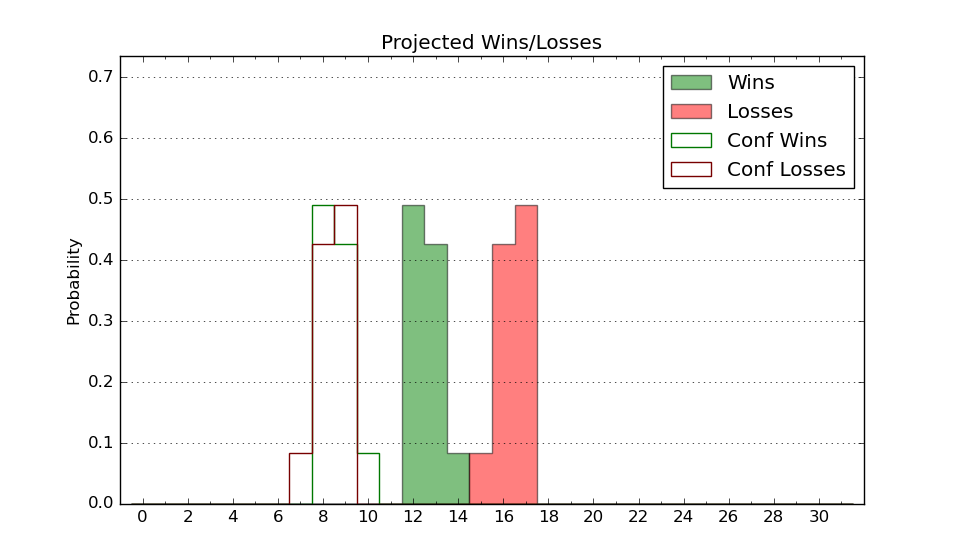 Projected Wins/Losses
Wins
Losses
Conf Wins
Conf Losses
Probability
0.7
0.6
0.5
0.4
0.3
0.2
0.1
0.0
0 2 4 6 8 10 12 14 16 18 20 22 24 26 28 30